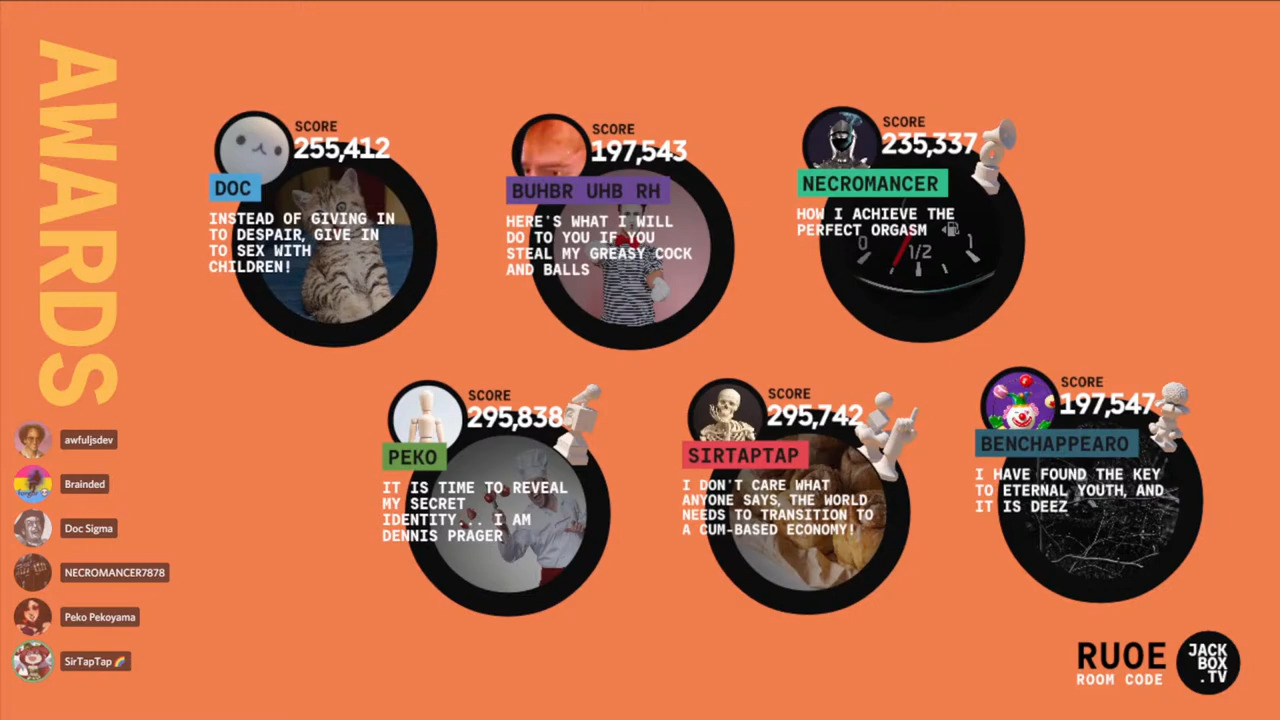 AWARDS
SCORE
255,412
DOC
INSTEAD OF GIVING IN
TO DESPAIR, GIVE IN
TO SEX WITH
CHILDREN!
SCORE
197,543
BUHBR UHB RH
HERE'S WHAT I WILL
DO TO YOU IF YOU
STEAL MY GREASY COCK
AND BALLS
SCORE
235,337
NECROMANCER
HOW I ACHIEVE THE
PERFECT ORGASM
0
1/2
1
SCORE
295,838
PEKO
IT IS TIME TO REVEAL
MY SECRET
IDENTITY... I AM
DENNIS PRAGER
SCORE
295,742
SIRTAPTAP
I DON'T CARE WHAT
ANYONE SAYS, THE WORLD
NEEDS TO TRANSITION TO
A CUM-BASED ECONOMY!
SCORE
197,547
BENCHAPPEARO
I HAVE FOUND THE KEY
TO ETERNAL YOUTH, AND
IT IS DEEZ
awfuljsdev
Brainded
Doc Sigma
NECROMANCER7878
Peko Pekoyama
SirTapTap 🌈
RUOE
ROOM CODE
JACK
BOX
.TV